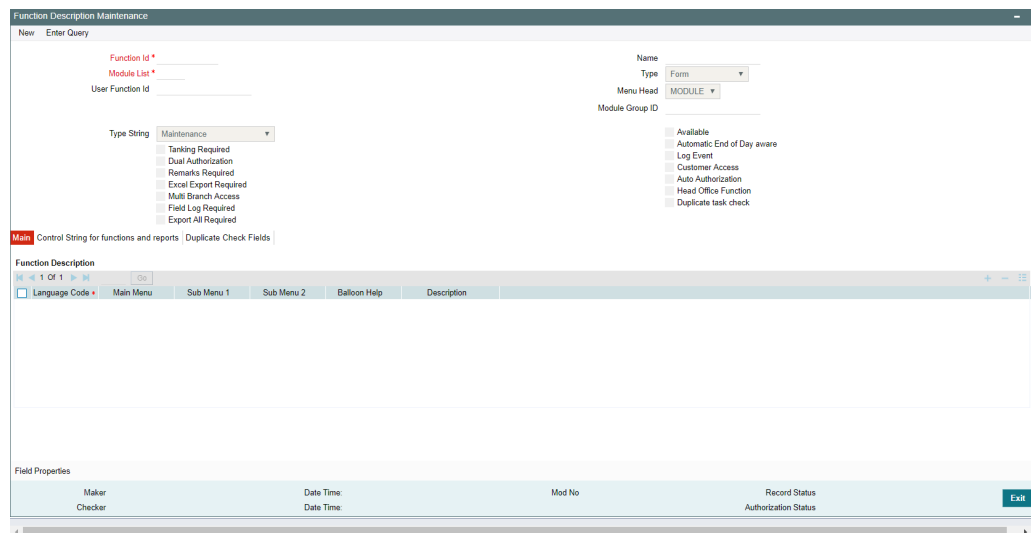 Function Description Maintenance
New Enter Query
Function Id *
Module List *
User Function Id
Name
Type Form
Menu Head MODULE
Module Group ID
Type String Maintenance
Tanking Required
Dual Authorization
Remarks Required
Excel Export Required
Multi Branch Access
Field Log Required
Export All Required
Available
Automatic End of Day aware
Log Event
Customer Access
Auto Authorization
Head Office Function
Duplicate task check
Main Control String for functions and reports Duplicate Check Fields
Function Description
1 Of 1 Go
Language Code * Main Menu Sub Menu 1 Sub Menu 2 Balloon Help Description
Field Properties
Maker Date Time: Mod No Record Status
Checker Date Time: Authorization Status
Exit